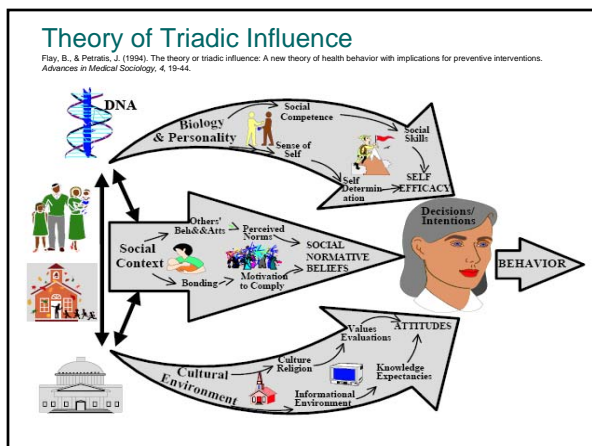 Theory of Triadic Influence
Flay, B., & Petratis, J. (1994). The theory or triadic influence: A new theory of health behavior with implications for preventive interventions.
Advances in Medical Sociology, 4, 19-44.
DNA
Biology
& Personality
Social
Competence
Sense of
Self
Social
Skills
Self
Determin-
ation
SELF
EFFICACY
Social
Context
Others'
Beh&&Atts
Perceived
Norms
Bonding
Motivation
to Comply
SOCIAL
NORMATIVE
BELIEFS
Decisions/
Intentions
BEHAVIOR
Cultural
Environment
Culture
Religion
Values
Evaluations
ATTITUDES
Informational
Environment
Knowledge
Expectancies